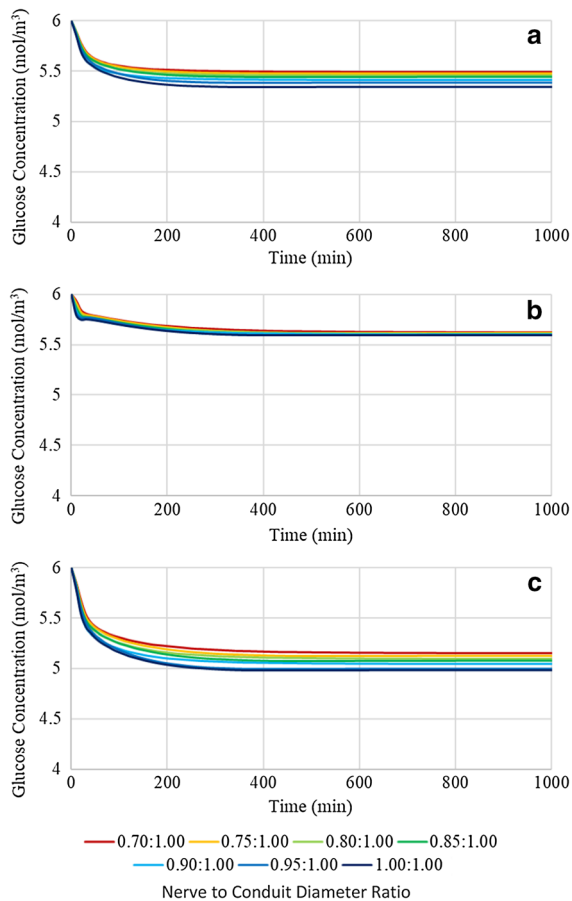 a
Glucose Concentration (mol/m³)
6
5.5
5
4.5
4
0 200 400 600 800 1000
Time (min)
b
Glucose Concentration (mol/m³)
6
5.5
5
4.5
4
0 200 400 600 800 1000
Time (min)
c
Glucose Concentration (mol/m³)
6
5.5
5
4.5
4
0 200 400 600 800 1000
Time (min)
0.70:1.00 0.75:1.00 0.80:1.00 0.85:1.00
0.90:1.00 0.95:1.00 1.00:1.00
Nerve to Conduit Diameter Ratio